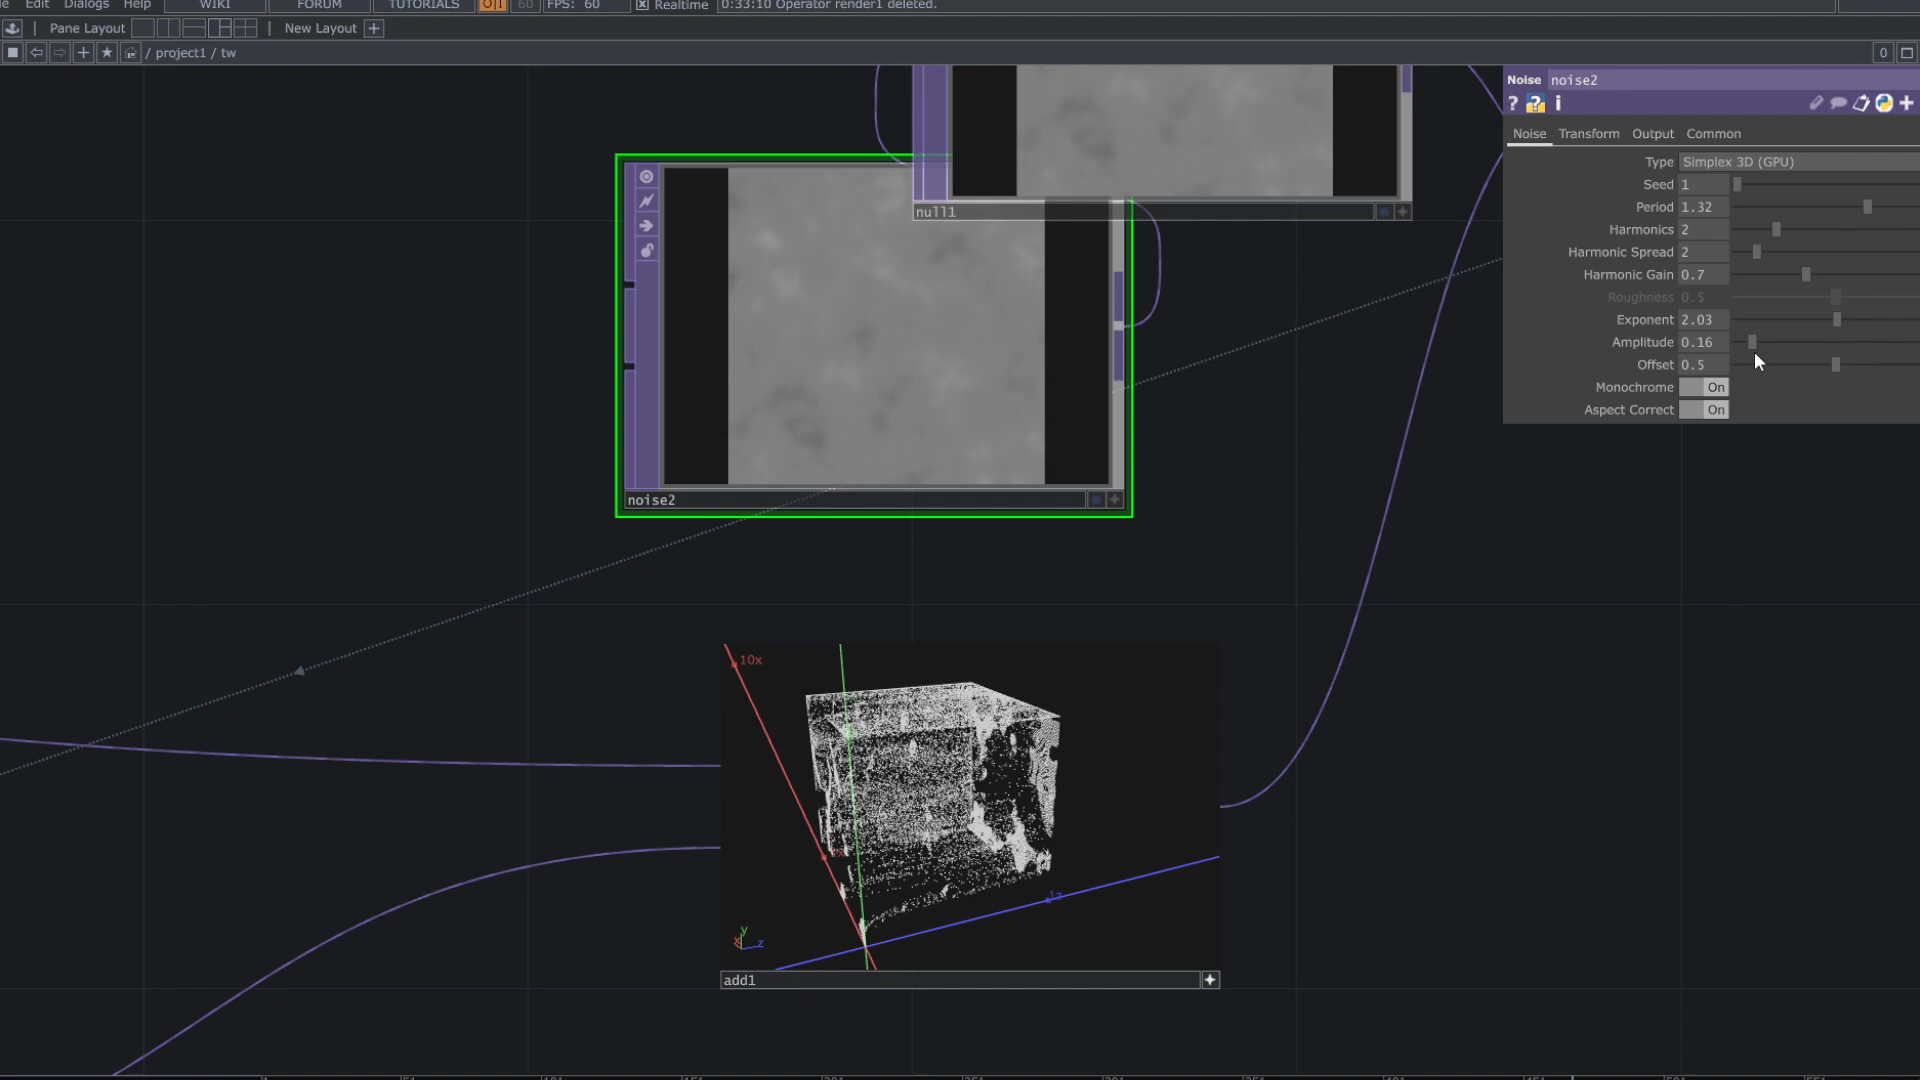 Edit Dialogs Help WIKI FORUM TUTORIALS O|I 60 FPS: 60 Realtime 0:33:10 Operator render1 deleted.
Pane Layout New Layout
/ project1 / tw 0
Noise noise2
? ? i
Noise Transform Output Common
Type Simplex 3D (GPU)
Seed 1
Period 1.32
Harmonics 2
Harmonic Spread 2
Harmonic Gain 0.7
Roughness 0.5
Exponent 2.03
Amplitude 0.16
Offset 0.5
Monochrome On
Aspect Correct On
null1
noise2
10x
1z
y
x z
add1